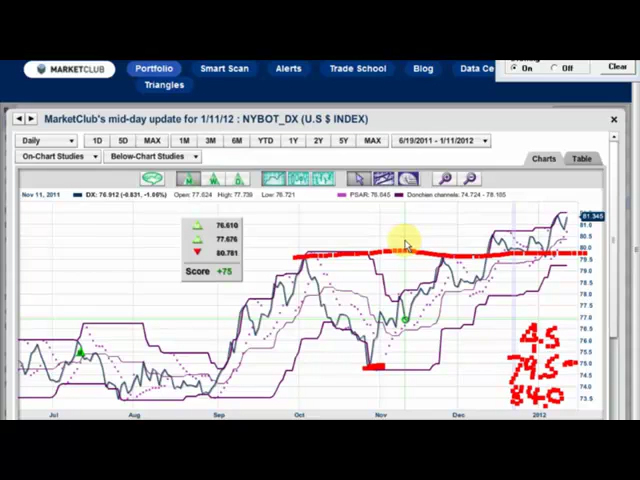 On Off Clear
MARKETCLUB Portfolio Smart Scan Alerts Trade School Blog Data Ce
Triangles
MarketClub's mid-day update for 1/11/12 : NYBOT_DX (U.S $ INDEX)
Daily 1D 5D MAX 1M 3M 6M YTD 1Y 2Y 5Y MAX 6/19/2011 - 1/11/2012
On-Chart Studies Below-Chart Studies Charts Table
M W D
Nov 11, 2011 DX: 76.912 (-0.831, -1.06%) Open: 77.624 High: 77.739 Low: 76.721 PSAR: 76.045 Donchien channels: 74.724 - 78.105
76.610
77.676
80.781
Score +75
81.345
81.0
80.5
80.0
79.5
79.0
78.5
78.0
77.5
77.0
76.5
76.0
75.5
75.0
74.5
74.0
73.5
4.5
79.5
84.0
Jul Aug Sep Oct Nov Dec 2012